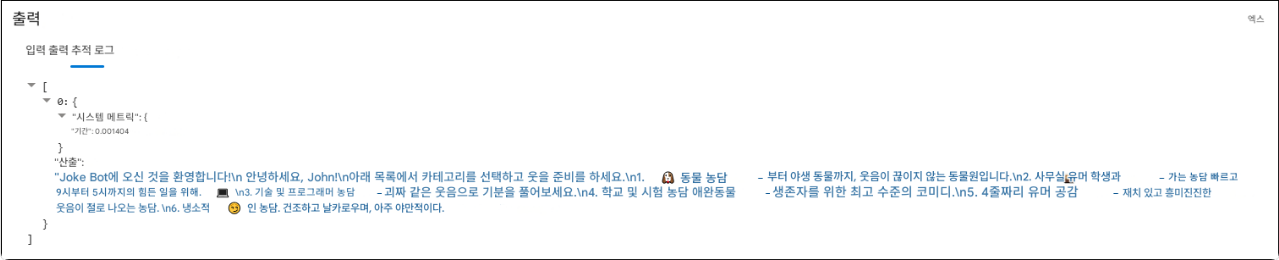 출력
엑스
입력 출력 추적 로그
[
0: {
"시스템 메트릭": {
"기간": 0.001404
}
"산출":
"Joke Bot에 오신 것을 환영합니다!\n 안녕하세요, John!\n아래 목록에서 카테고리를 선택하고 웃을 준비를 하세요.\n1. 동물 농담 - 부터 야생 동물까지, 웃음이 끊이지 않는 동물원입니다.\n2. 사무실 유머 학생과 - 가는 농담 빠르고
9시부터 5시까지의 힘든 일을 위해. \n3. 기술 및 프로그래머 농담 - 괴짜 같은 웃음으로 기분을 풀어보세요.\n4. 학교 및 시험 농담 애완동물 - 생존자를 위한 최고 수준의 코미디.\n5. 4줄짜리 유머 공감 - 재치 있고 흥미진진한
웃음이 절로 나오는 농담. \n6. 냉소적 😏 인 농담. 건조하고 날카로우며, 아주 야만적이다.
}
]